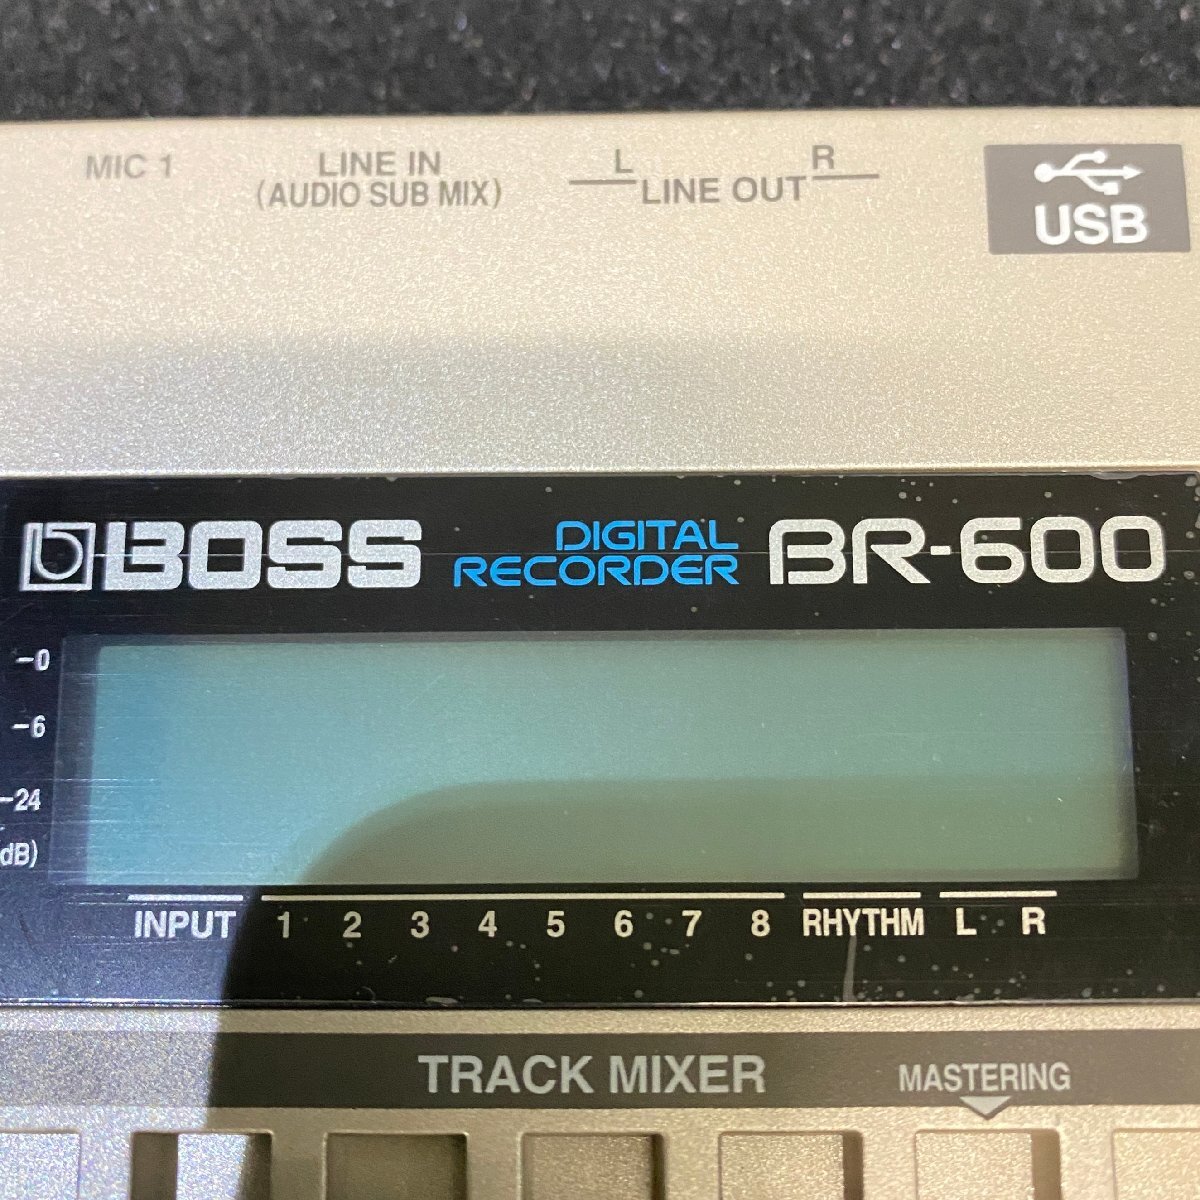 MIC 1
LINE IN
(AUDIO SUB MIX)
L
R
LINE OUT
USB
BOSS
DIGITAL
RECORDER
BR-600
-0
-6
-24
dB)
INPUT 1 2 3 4 5 6 7 8 RHYTHM L R
TRACK MIXER
MASTERING